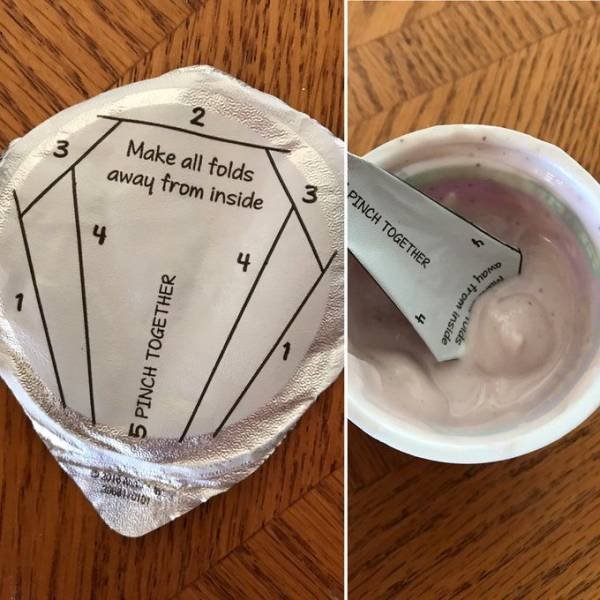 2
3
Make all folds
away from inside
3
4
4
1
1
5 PINCH TOGETHER
PINCH TOGETHER
4
away from inside
4